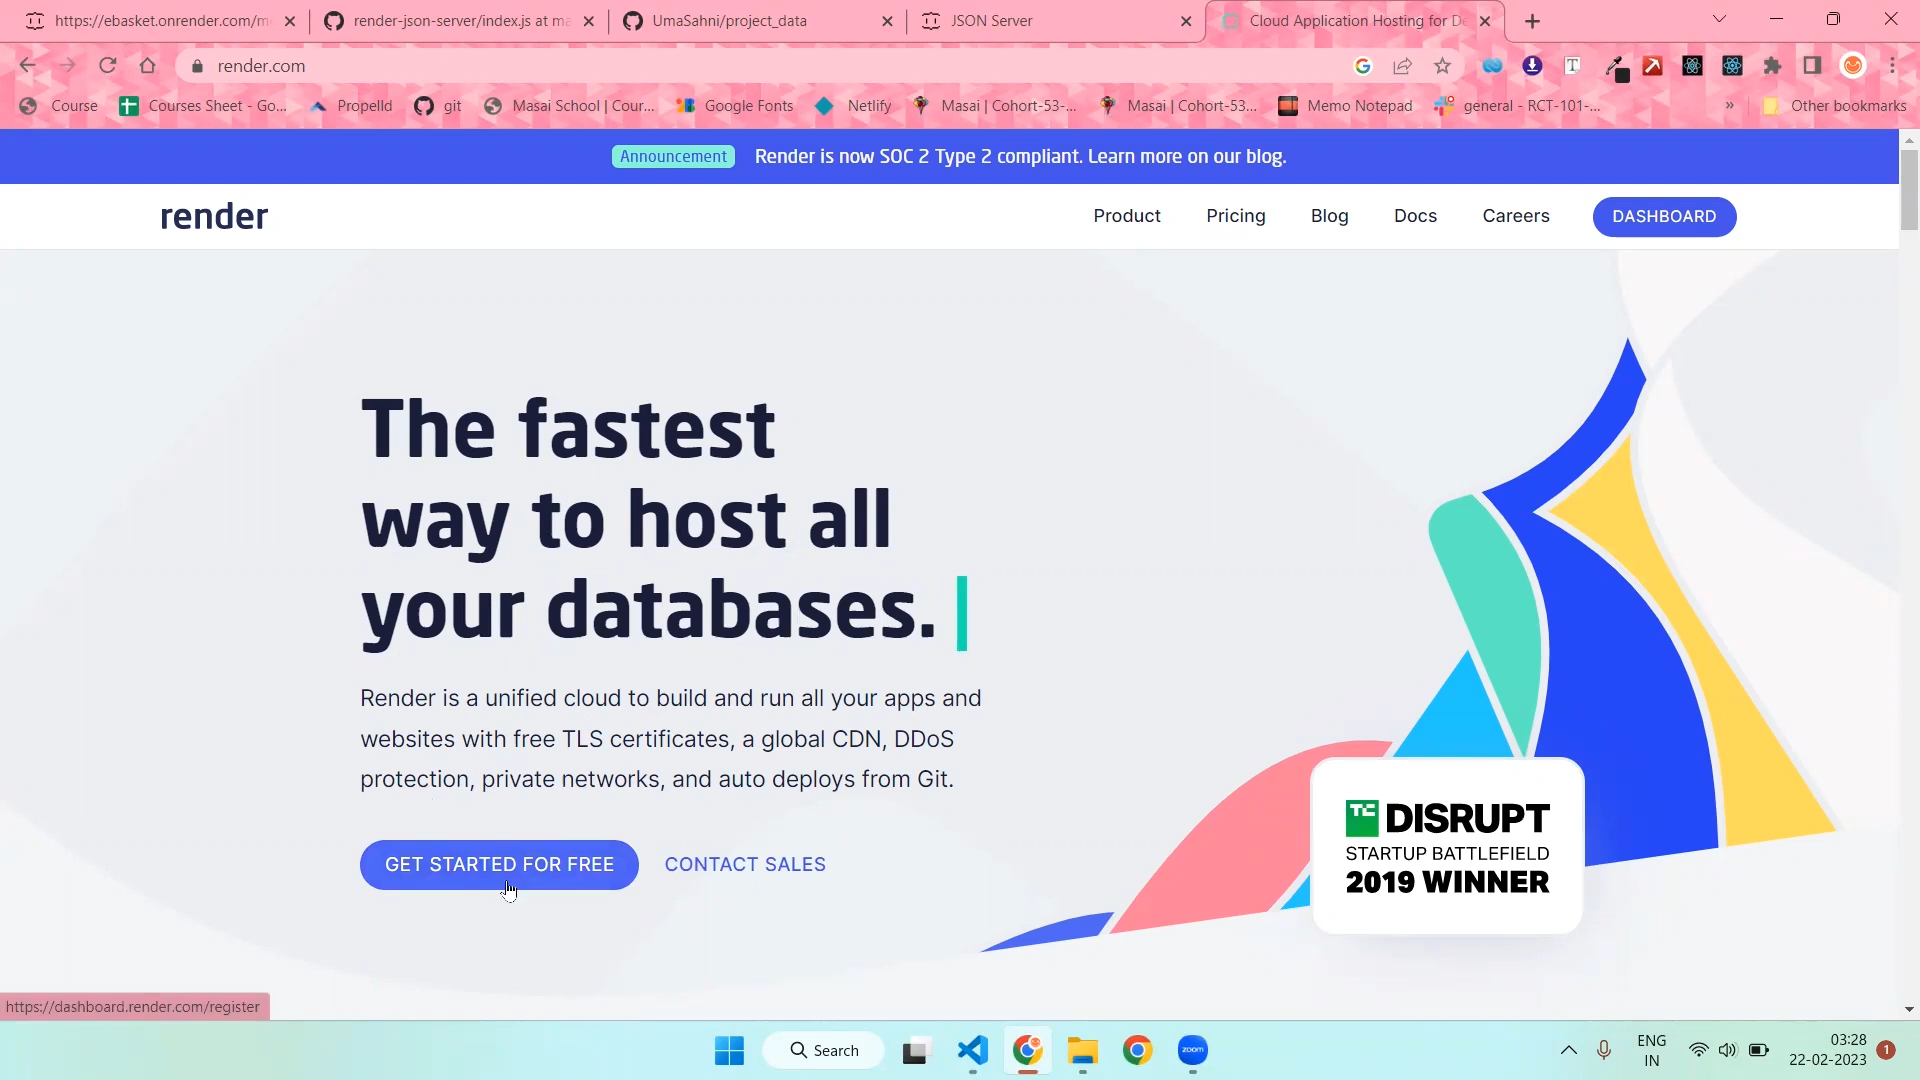 https://ebasket.onrender.com/m
render-json-server/index.js at ma
UmaSahni/project_data
JSON Server
Cloud Application Hosting for De
render.com
Course
Courses Sheet - Go...
Propelld
git
Masai School | Cour...
Google Fonts
Netlify
Masai | Cohort-53-...
Masai | Cohort-53...
Memo Notepad
general - RCT-101-...
»
Other bookmarks
Announcement
Render is now SOC 2 Type 2 compliant. Learn more on our blog.
render
Product
Pricing
Blog
Docs
Careers
DASHBOARD
The fastest
way to host all
your databases.
Render is a unified cloud to build and run all your apps and
websites with free TLS certificates, a global CDN, DDoS
protection, private networks, and auto deploys from Git.
GET STARTED FOR FREE
CONTACT SALES
TC DISRUPT
STARTUP BATTLEFIELD
2019 WINNER
https://dashboard.render.com/register
Search
zoom
ENG
IN
03:28
22-02-2023
1